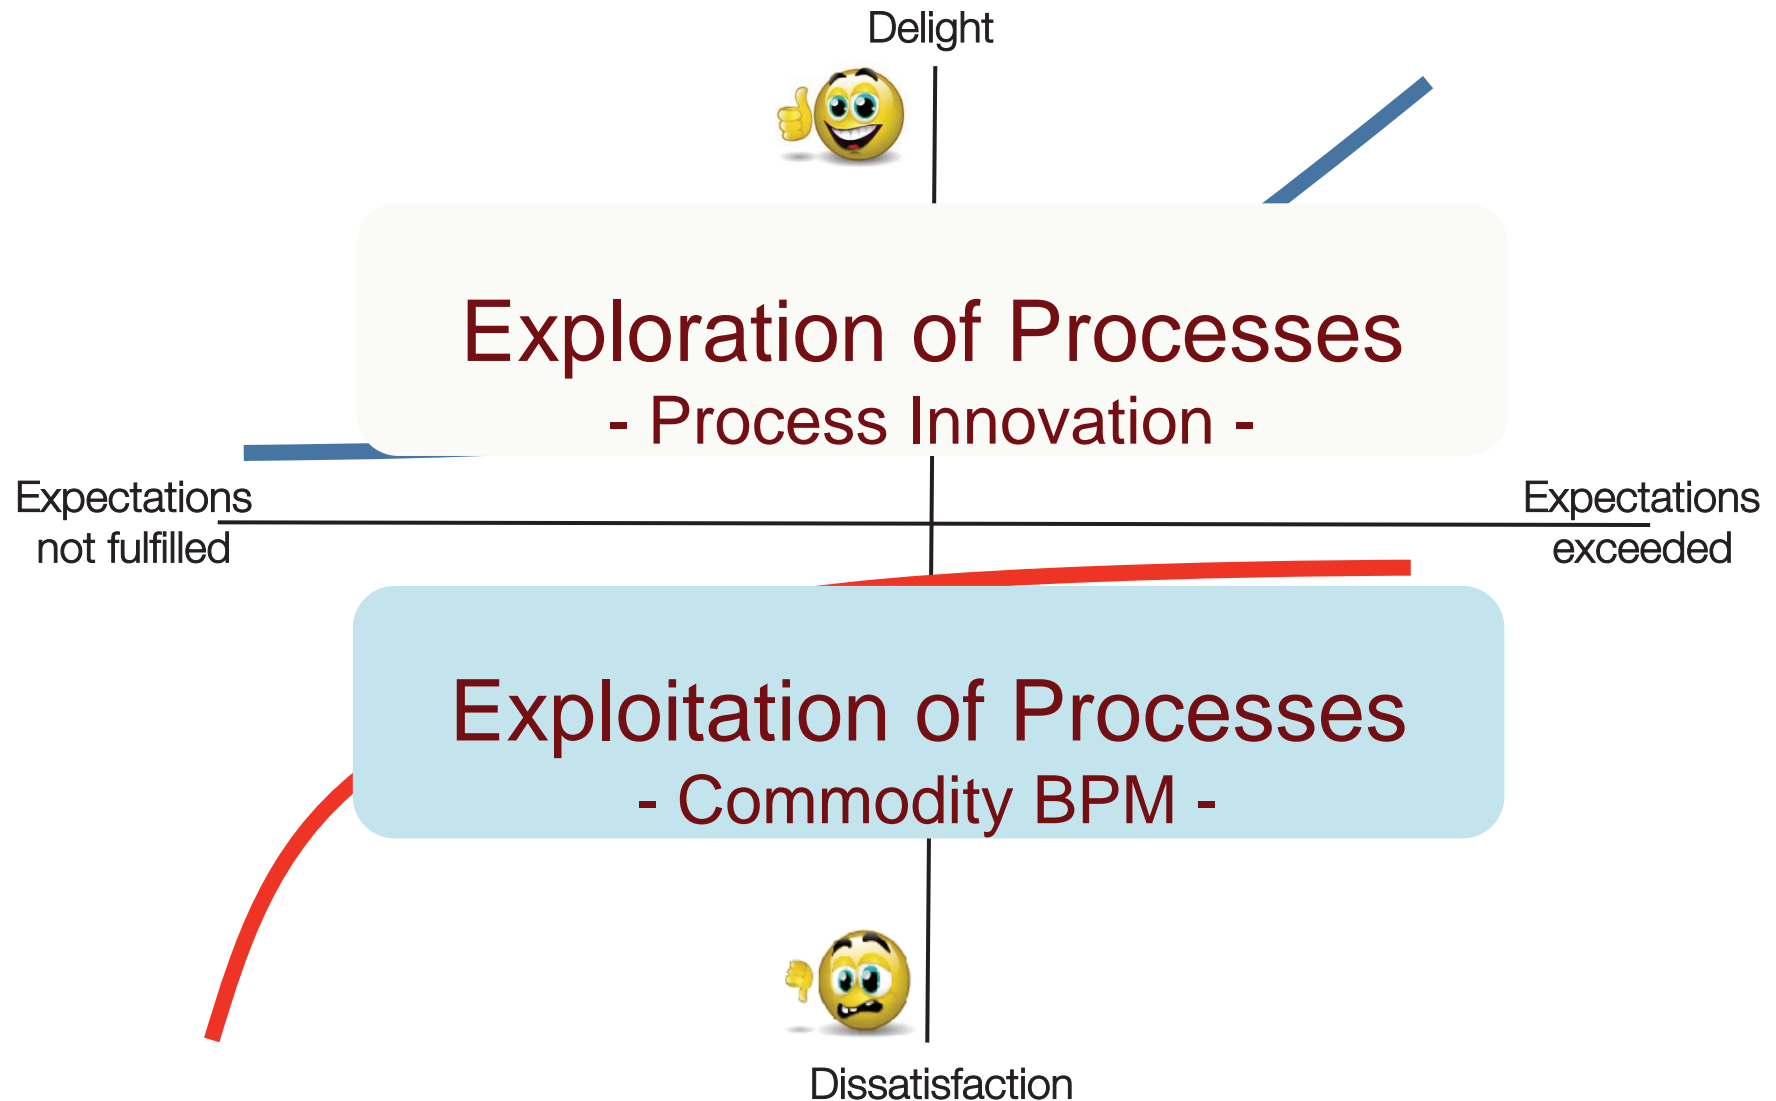 Delight
Exploration of Processes
- Process Innovation -
Expectations
not fulfilled
Expectations
exceeded
Exploitation of Processes
- Commodity BPM -
Dissatisfaction